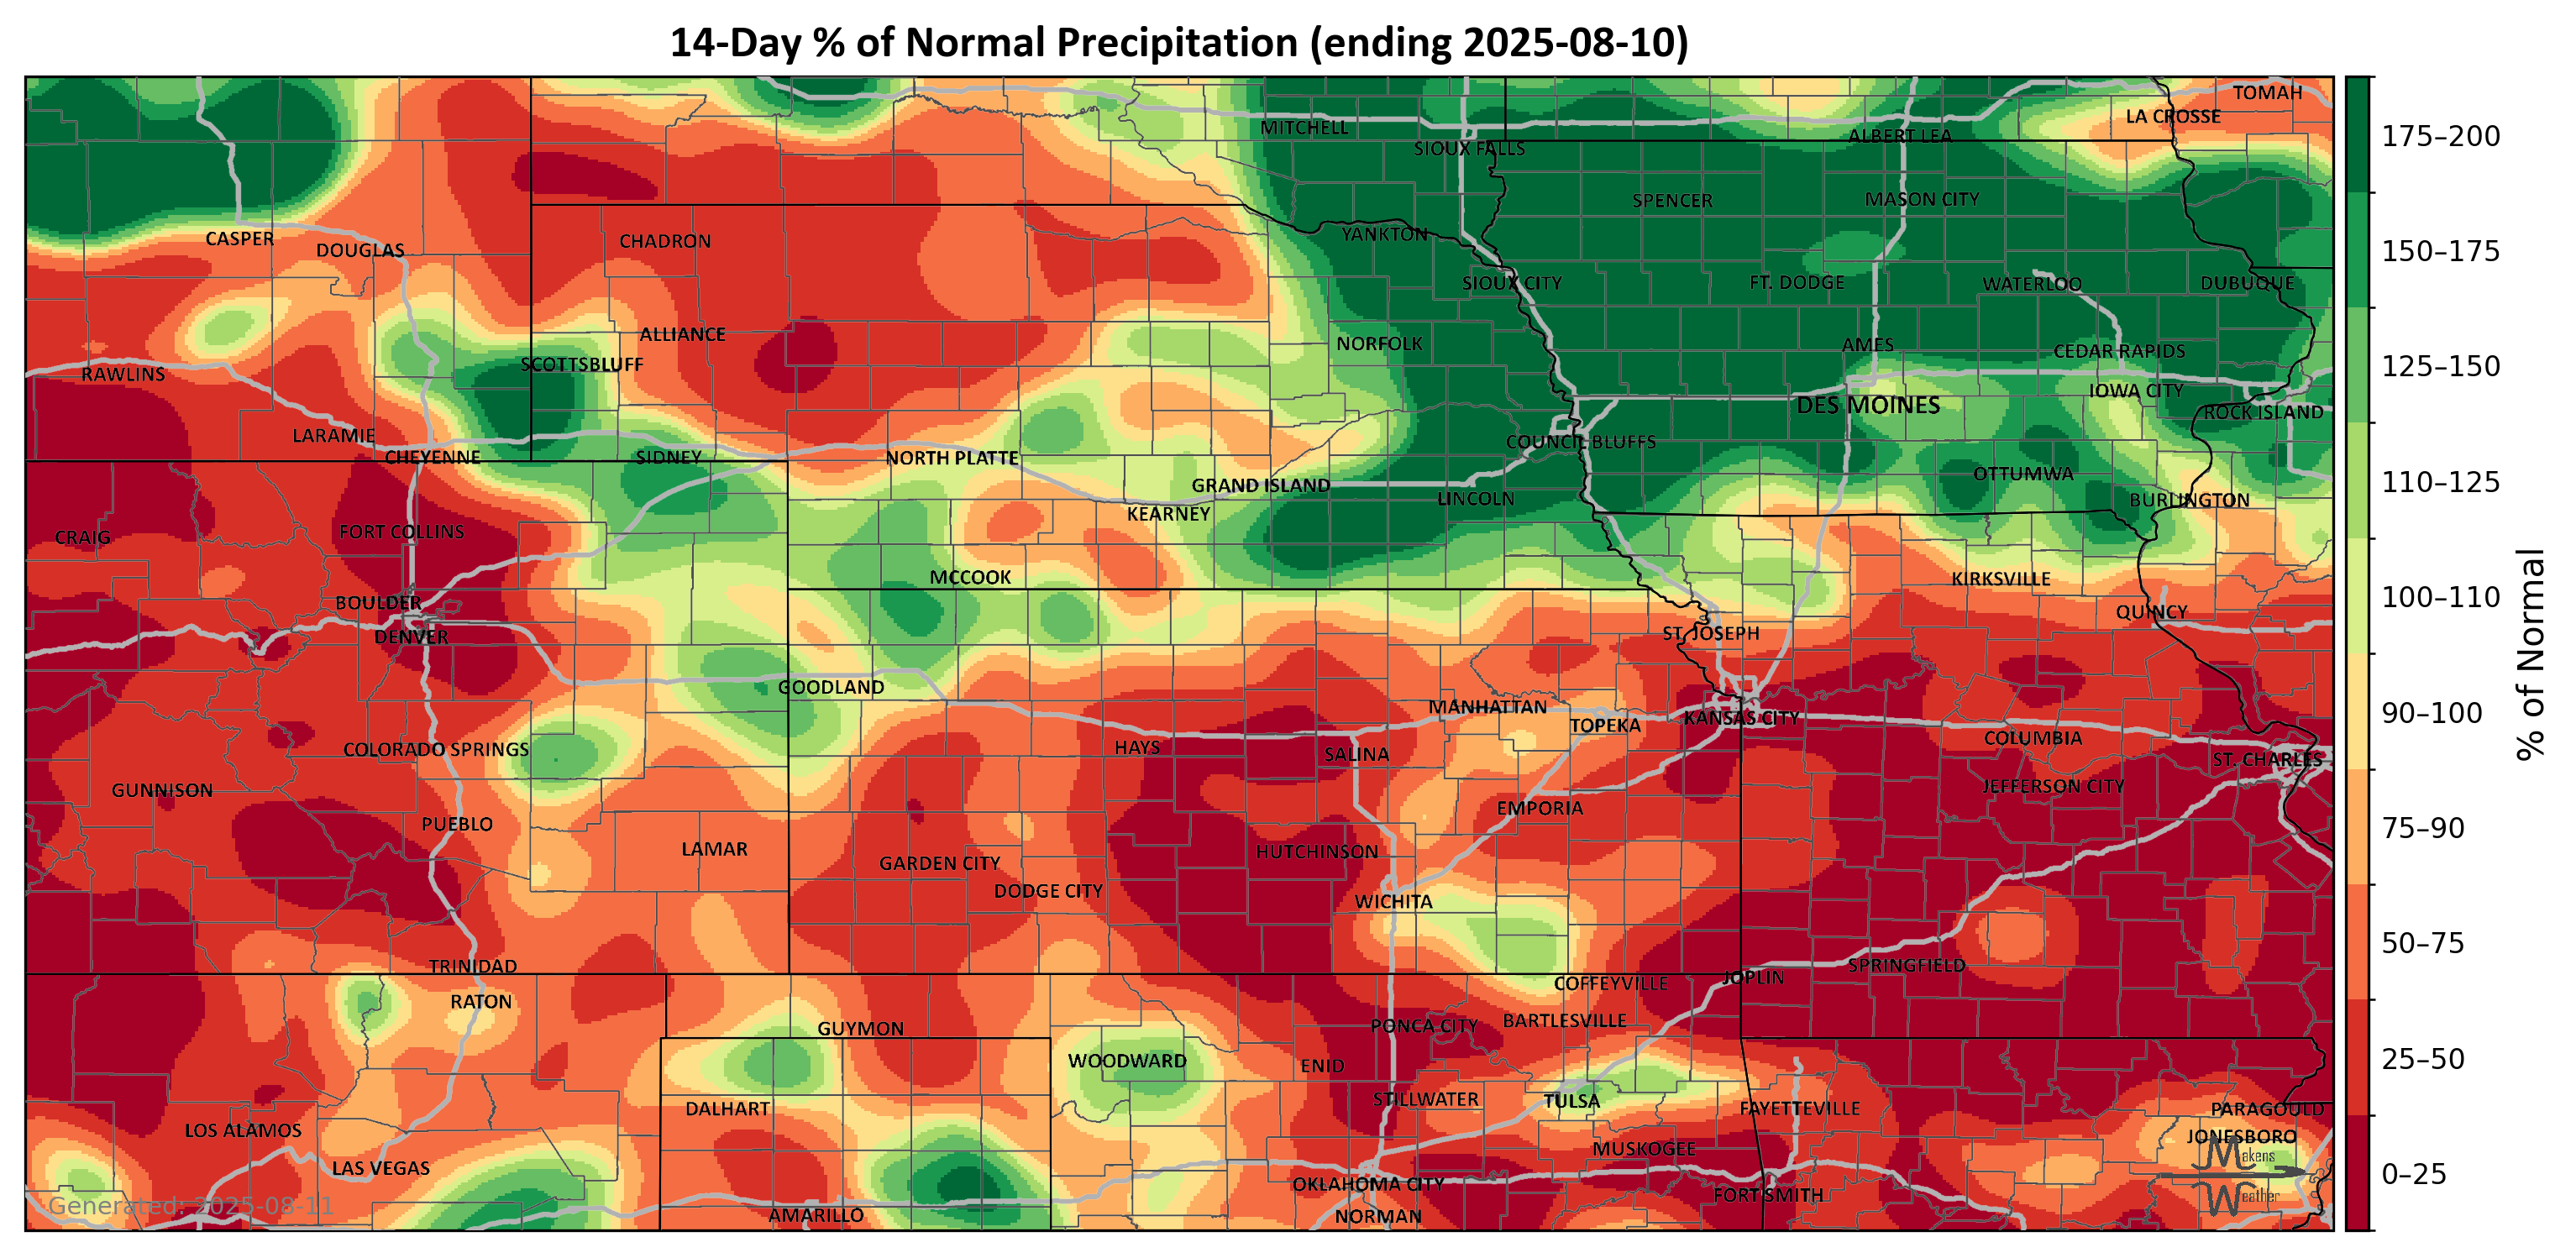 14-Day % of Normal Precipitation (ending 2025-08-10)
TOMAH
LA CROSSE
MITCHELL
ALBERT LEA
SIOUX FALLS
SPENCER
MASON CITY
CASPER
DOUGLAS
CHADRON
YANKTON
SIOUX CITY
FT. DODGE
WATERLOO
DUBUQUE
ALLIANCE
NORFOLK
AMES
CEDAR RAPIDS
SCOTTSBLUFF
RAWLINS
IOWA CITY
DES MOINES
ROCK ISLAND
LARAMIE
COUNCIL BLUFFS
CHEYENNE
SIDNEY
NORTH PLATTE
OTTUMWA
GRAND ISLAND
LINCOLN
BURLINGTON
KEARNEY
CRAIG
FORT COLLINS
MCCOOK
KIRKSVILLE
BOULDER
QUINCY
DENVER
ST. JOSEPH
GOODLAND
MANHATTAN
TOPEKA
KANSAS CITY
COLORADO SPRINGS
HAYS
SALINA
COLUMBIA
ST. CHARLES
GUNNISON
JEFFERSON CITY
EMPORIA
PUEBLO
LAMAR
GARDEN CITY
HUTCHINSON
DODGE CITY
WICHITA
TRINIDAD
SPRINGFIELD
COFFEYVILLE
JOPLIN
RATON
GUYMON
PONCA CITY
BARTLESVILLE
WOODWARD
ENID
DALHART
STILLWATER
TULSA
FAYETTEVILLE
PARAGOULD
LOS ALAMOS
JONESBORO
LAS VEGAS
MUSKOGEE
OKLAHOMA CITY
FORT SMITH
AMARILLO
NORMAN
Generated: 2025-08-11
Makens
Weather
175–200
150–175
125–150
110–125
100–110
90–100
75–90
50–75
25–50
0–25
% of Normal